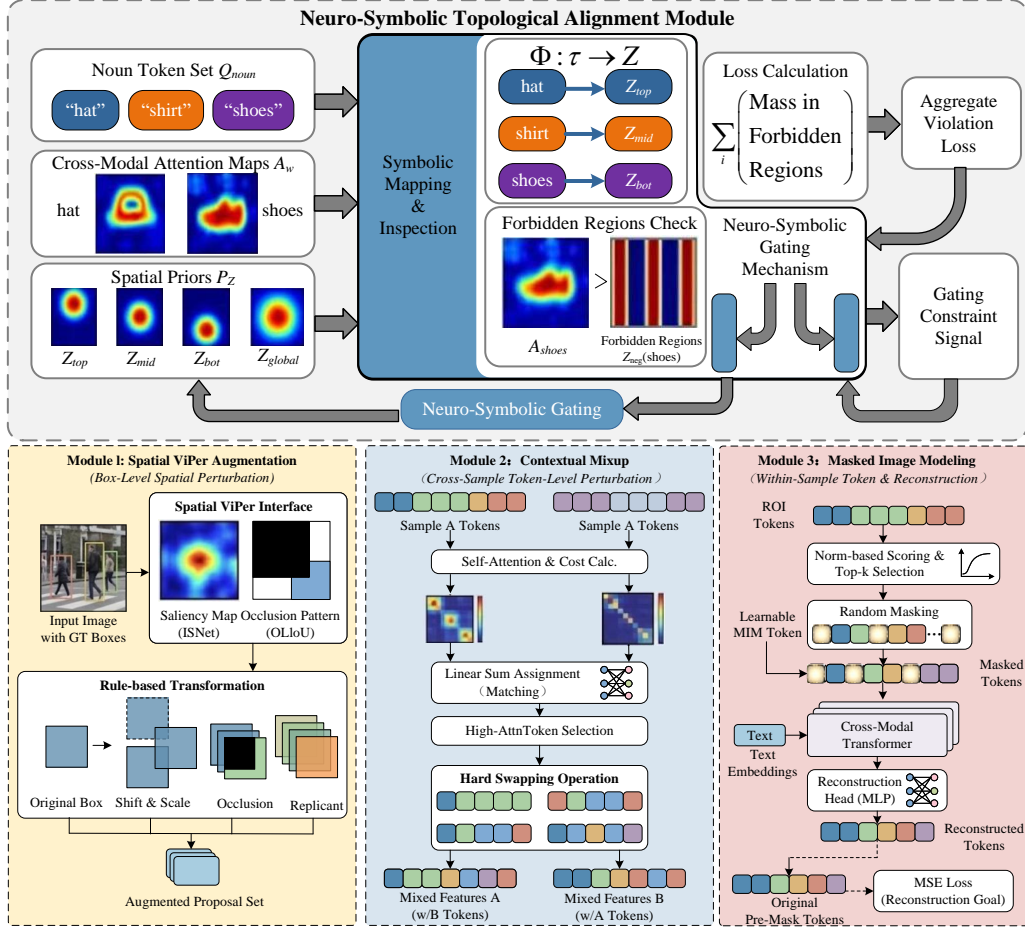 Neuro-Symbolic Topological Alignment Module
Noun Token Set Q_noun
“hat” “shirt” “shoes”
Cross-Modal Attention Maps A_w
hat
shoes
Spatial Priors P_Z
Z_top Z_mid Z_bot Z_global
Symbolic
Mapping
&
Inspection
Φ : τ → Z
hat Z_top
shirt Z_mid
shoes Z_bot
Forbidden Regions Check
>
A_shoes
Forbidden Regions
Z_neg(shoes)
Loss Calculation
∑_i
Mass in
Forbidden
Regions
Aggregate
Violation
Loss
Neuro-Symbolic
Gating
Mechanism
Gating
Constraint
Signal
Neuro-Symbolic Gating
Module l: Spatial ViPer Augmentation
(Box-Level Spatial Perturbation)
Spatial ViPer Interface
Input Image
with GT Boxes
Saliency Map Occlusion Pattern
(ISNet) (OLloU)
Rule-based Transformation
Original Box Shift & Scale Occlusion Replicant
Augmented Proposal Set
Module 2：Contextual Mixup
(Cross-Sample Token-Level Perturbation）
Sample A Tokens Sample A Tokens
Self-Attention & Cost Calc.
Linear Sum Assignment
（Matching）
High-AttnToken Selection
Hard Swapping Operation
Mixed Features A
(w/B Tokens)
Mixed Features B
(w/A Tokens)
Module 3：Masked Image Modeling
(Within-Sample Token & Reconstruction)
ROI
Tokens
Norm-based Scoring &
Top-k Selection
Learnable
MIM Token
Random Masking
...
Masked
Tokens
Text
Text
Embeddings
Cross-Modal
Transformer
Reconstruction
Head (MLP)
Reconstructed
Tokens
Original
Pre-Mask Tokens
MSE Loss
(Reconstruction Goal)